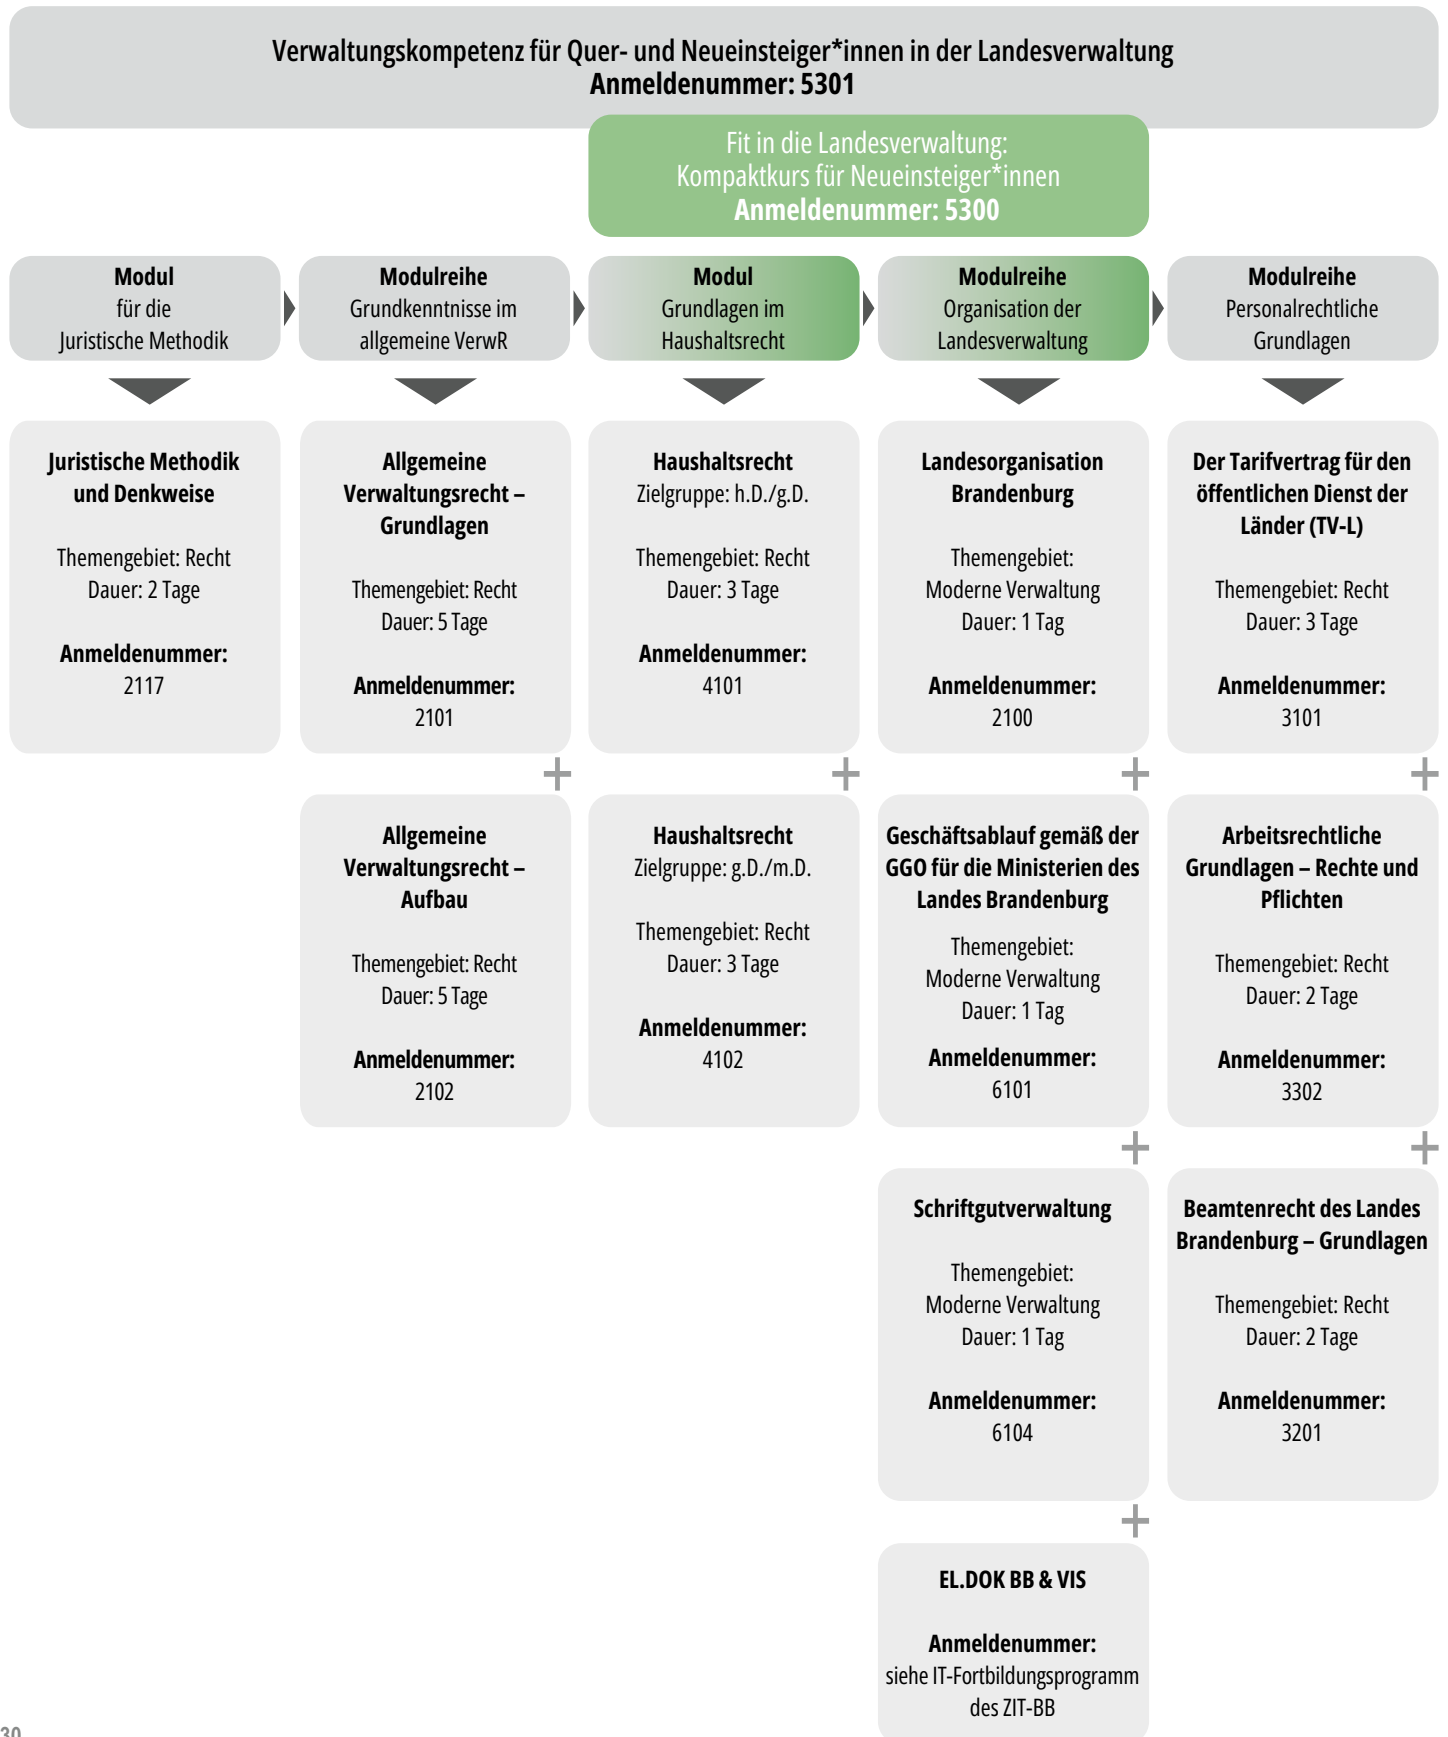 Verwaltungskompetenz für Quer- und Neueinsteiger*innen in der Landesverwaltung
Anmeldenummer: 5301
Fit in die Landesverwaltung:
Kompaktkurs für Neueinsteiger*innen
Anmeldenummer: 5300
Modul
für die
Juristische Methodik
Modulreihe
Grundkenntnisse im
allgemeine VerwR
Modul
Grundlagen im
Haushaltsrecht
Modulreihe
Organisation der
Landesverwaltung
Modulreihe
Personalrechtliche
Grundlagen
Juristische Methodik
und Denkweise
Themengebiet: Recht
Dauer: 2 Tage
Anmeldenummer:
2117
Allgemeine
Verwaltungsrecht –
Grundlagen
Themengebiet: Recht
Dauer: 5 Tage
Anmeldenummer:
2101
Haushaltsrecht
Zielgruppe: h.D./g.D.
Themengebiet: Recht
Dauer: 3 Tage
Anmeldenummer:
4101
Landesorganisation
Brandenburg
Themengebiet:
Moderne Verwaltung
Dauer: 1 Tag
Anmeldenummer:
2100
Der Tarifvertrag für den
öffentlichen Dienst der
Länder (TV-L)
Themengebiet: Recht
Dauer: 3 Tage
Anmeldenummer:
3101
Allgemeine
Verwaltungsrecht –
Aufbau
Themengebiet: Recht
Dauer: 5 Tage
Anmeldenummer:
2102
Haushaltsrecht
Zielgruppe: g.D./m.D.
Themengebiet: Recht
Dauer: 3 Tage
Anmeldenummer:
4102
Geschäftsablauf gemäß der
GGO für die Ministerien des
Landes Brandenburg
Themengebiet:
Moderne Verwaltung
Dauer: 1 Tag
Anmeldenummer:
6101
Arbeitsrechtliche
Grundlagen – Rechte und
Pflichten
Themengebiet: Recht
Dauer: 2 Tage
Anmeldenummer:
3302
Schriftgutverwaltung
Themengebiet:
Moderne Verwaltung
Dauer: 1 Tag
Anmeldenummer:
6104
Beamtenrecht des Landes
Brandenburg – Grundlagen
Themengebiet: Recht
Dauer: 2 Tage
Anmeldenummer:
3201
EL.DOK BB & VIS
Anmeldenummer:
siehe IT-Fortbildungsprogramm
des ZIT-BB
30